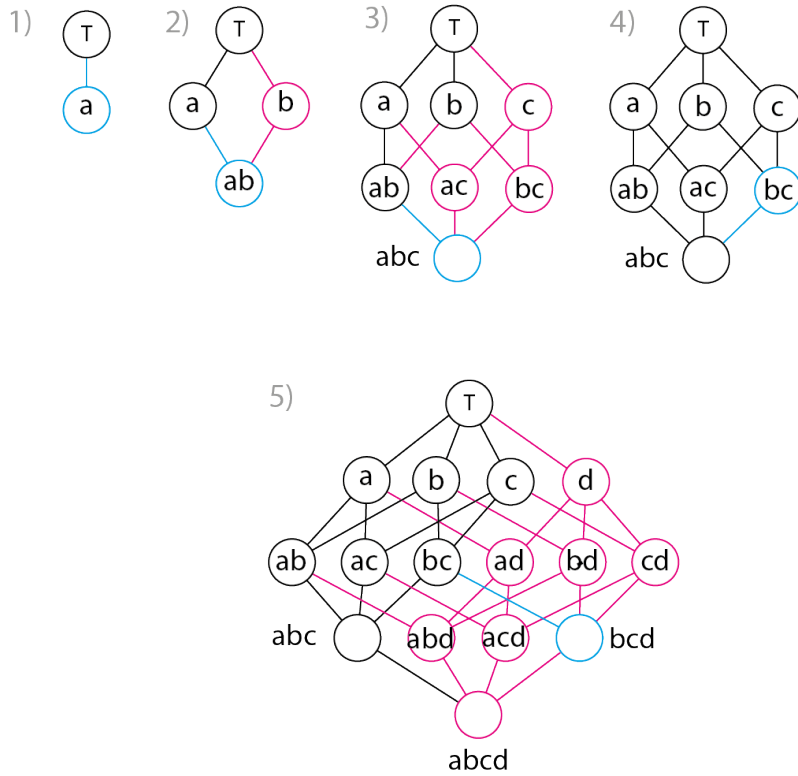 1)
T
a
2)
T
a b
ab
3)
T
a b c
ab ac bc
abc
4)
T
a b c
ab ac bc
abc
5)
T
a b c d
ab ac bc ad bd cd
abc abd acd bcd
abcd